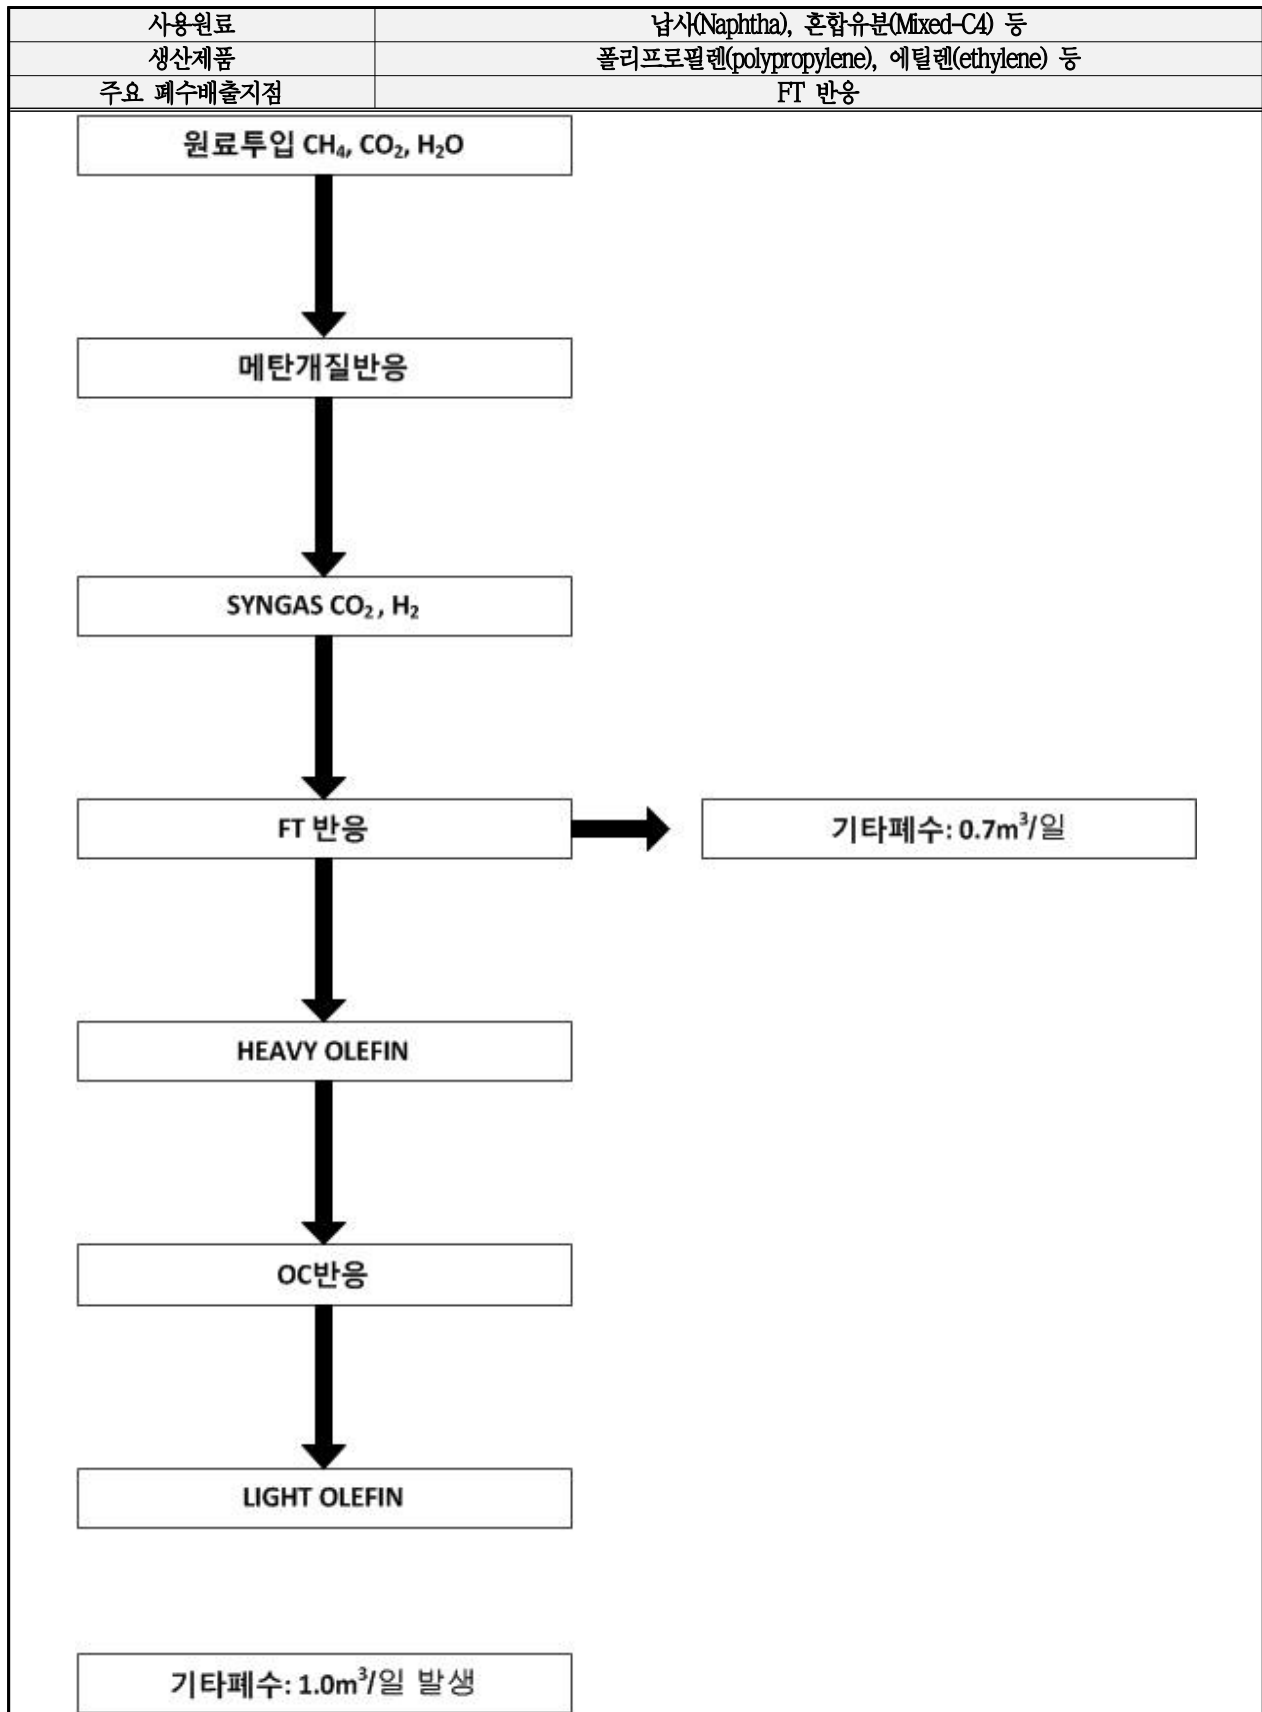 사용원료 납사(Naphtha), 혼합유분(Mixed-C4) 등
생산제품 폴리프로필렌(polypropylene), 에틸렌(ethylene) 등
주요 폐수배출지점 FT 반응
원료투입 CH₄, CO₂, H₂O
메탄개질반응
SYNGAS CO₂ , H₂
FT 반응 기타폐수: 0.7m³/일
HEAVY OLEFIN
OC반응
LIGHT OLEFIN
기타폐수: 1.0m³/일 발생